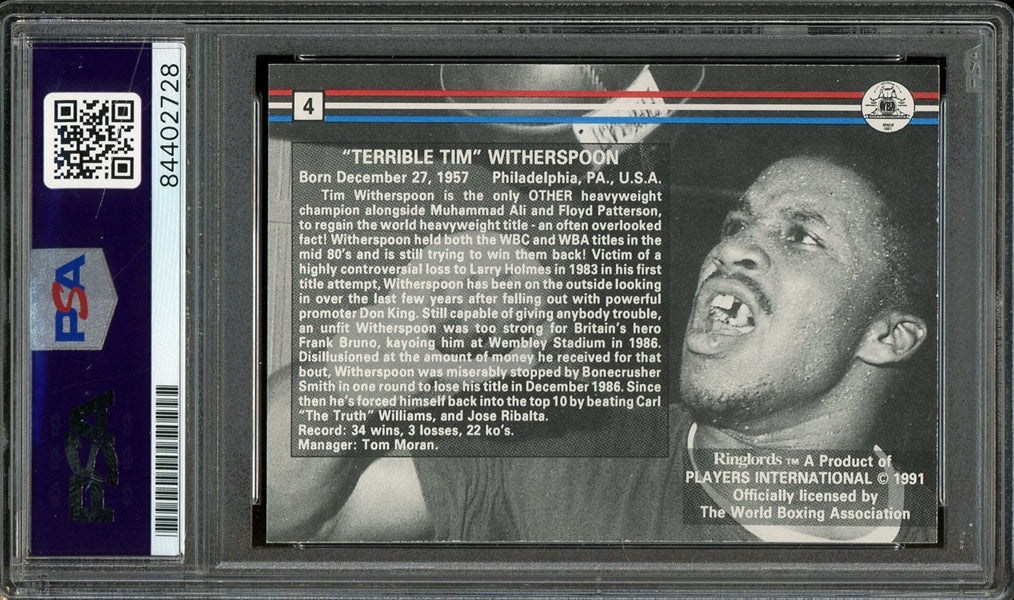 84402728
PSA
PSA
4
WBA
SINCE
1921
"TERRIBLE TIM" WITHERSPOON
Born December 27, 1957 Philadelphia, PA., U.S.A.
Tim Witherspoon is the only OTHER heavyweight
champion alongside Muhammad Ali and Floyd Patterson,
to regain the world heavyweight title - an often overlooked
fact! Witherspoon held both the WBC and WBA titles in the
mid 80's and is still trying to win them back! Victim of a
highly controversial loss to Larry Holmes in 1983 in his first
title attempt, Witherspoon has been on the outside looking
in over the last few years after falling out with powerful
promoter Don King. Still capable of giving anybody trouble,
an unfit Witherspoon was too strong for Britain's hero
Frank Bruno, kayoing him at Wembley Stadium in 1986.
Disillusioned at the amount of money he received for that
bout, Witherspoon was miserably stopped by Bonecrusher
Smith in one round to lose his title in December 1986. Since
then he's forced himself back into the top 10 by beating Carl
"The Truth" Williams, and Jose Ribalta.
Record: 34 wins, 3 losses, 22 ko's.
Manager: Tom Moran.
Ringlords TM A Product of
PLAYERS INTERNATIONAL © 1991
Officially licensed by
The World Boxing Association